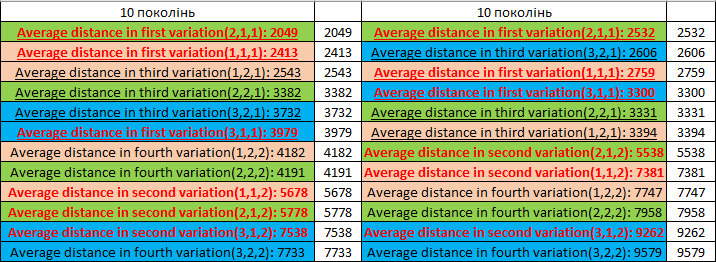 10 поколінь 10 поколінь
Average distance in first variation(2,1,1): 2049 2049 Average distance in first variation(2,1,1): 2532 2532
Average distance in first variation(1,1,1): 2413 2413 Average distance in third variation(3,2,1): 2606 2606
Average distance in third variation(1,2,1): 2543 2543 Average distance in first variation(1,1,1): 2759 2759
Average distance in third variation(2,2,1): 3382 3382 Average distance in first variation(3,1,1): 3300 3300
Average distance in third variation(3,2,1): 3732 3732 Average distance in third variation(2,2,1): 3331 3331
Average distance in first variation(3,1,1): 3979 3979 Average distance in third variation(1,2,1): 3394 3394
Average distance in fourth variation(1,2,2): 4182 4182 Average distance in second variation(2,1,2): 5538 5538
Average distance in fourth variation(2,2,2): 4191 4191 Average distance in second variation(1,1,2): 7381 7381
Average distance in second variation(1,1,2): 5678 5678 Average distance in fourth variation(1,2,2): 7747 7747
Average distance in second variation(2,1,2): 5778 5778 Average distance in fourth variation(2,2,2): 7958 7958
Average distance in second variation(3,1,2): 7538 7538 Average distance in second variation(3,1,2): 9262 9262
Average distance in fourth variation(3,2,2): 7733 7733 Average distance in fourth variation(3,2,2): 9579 9579